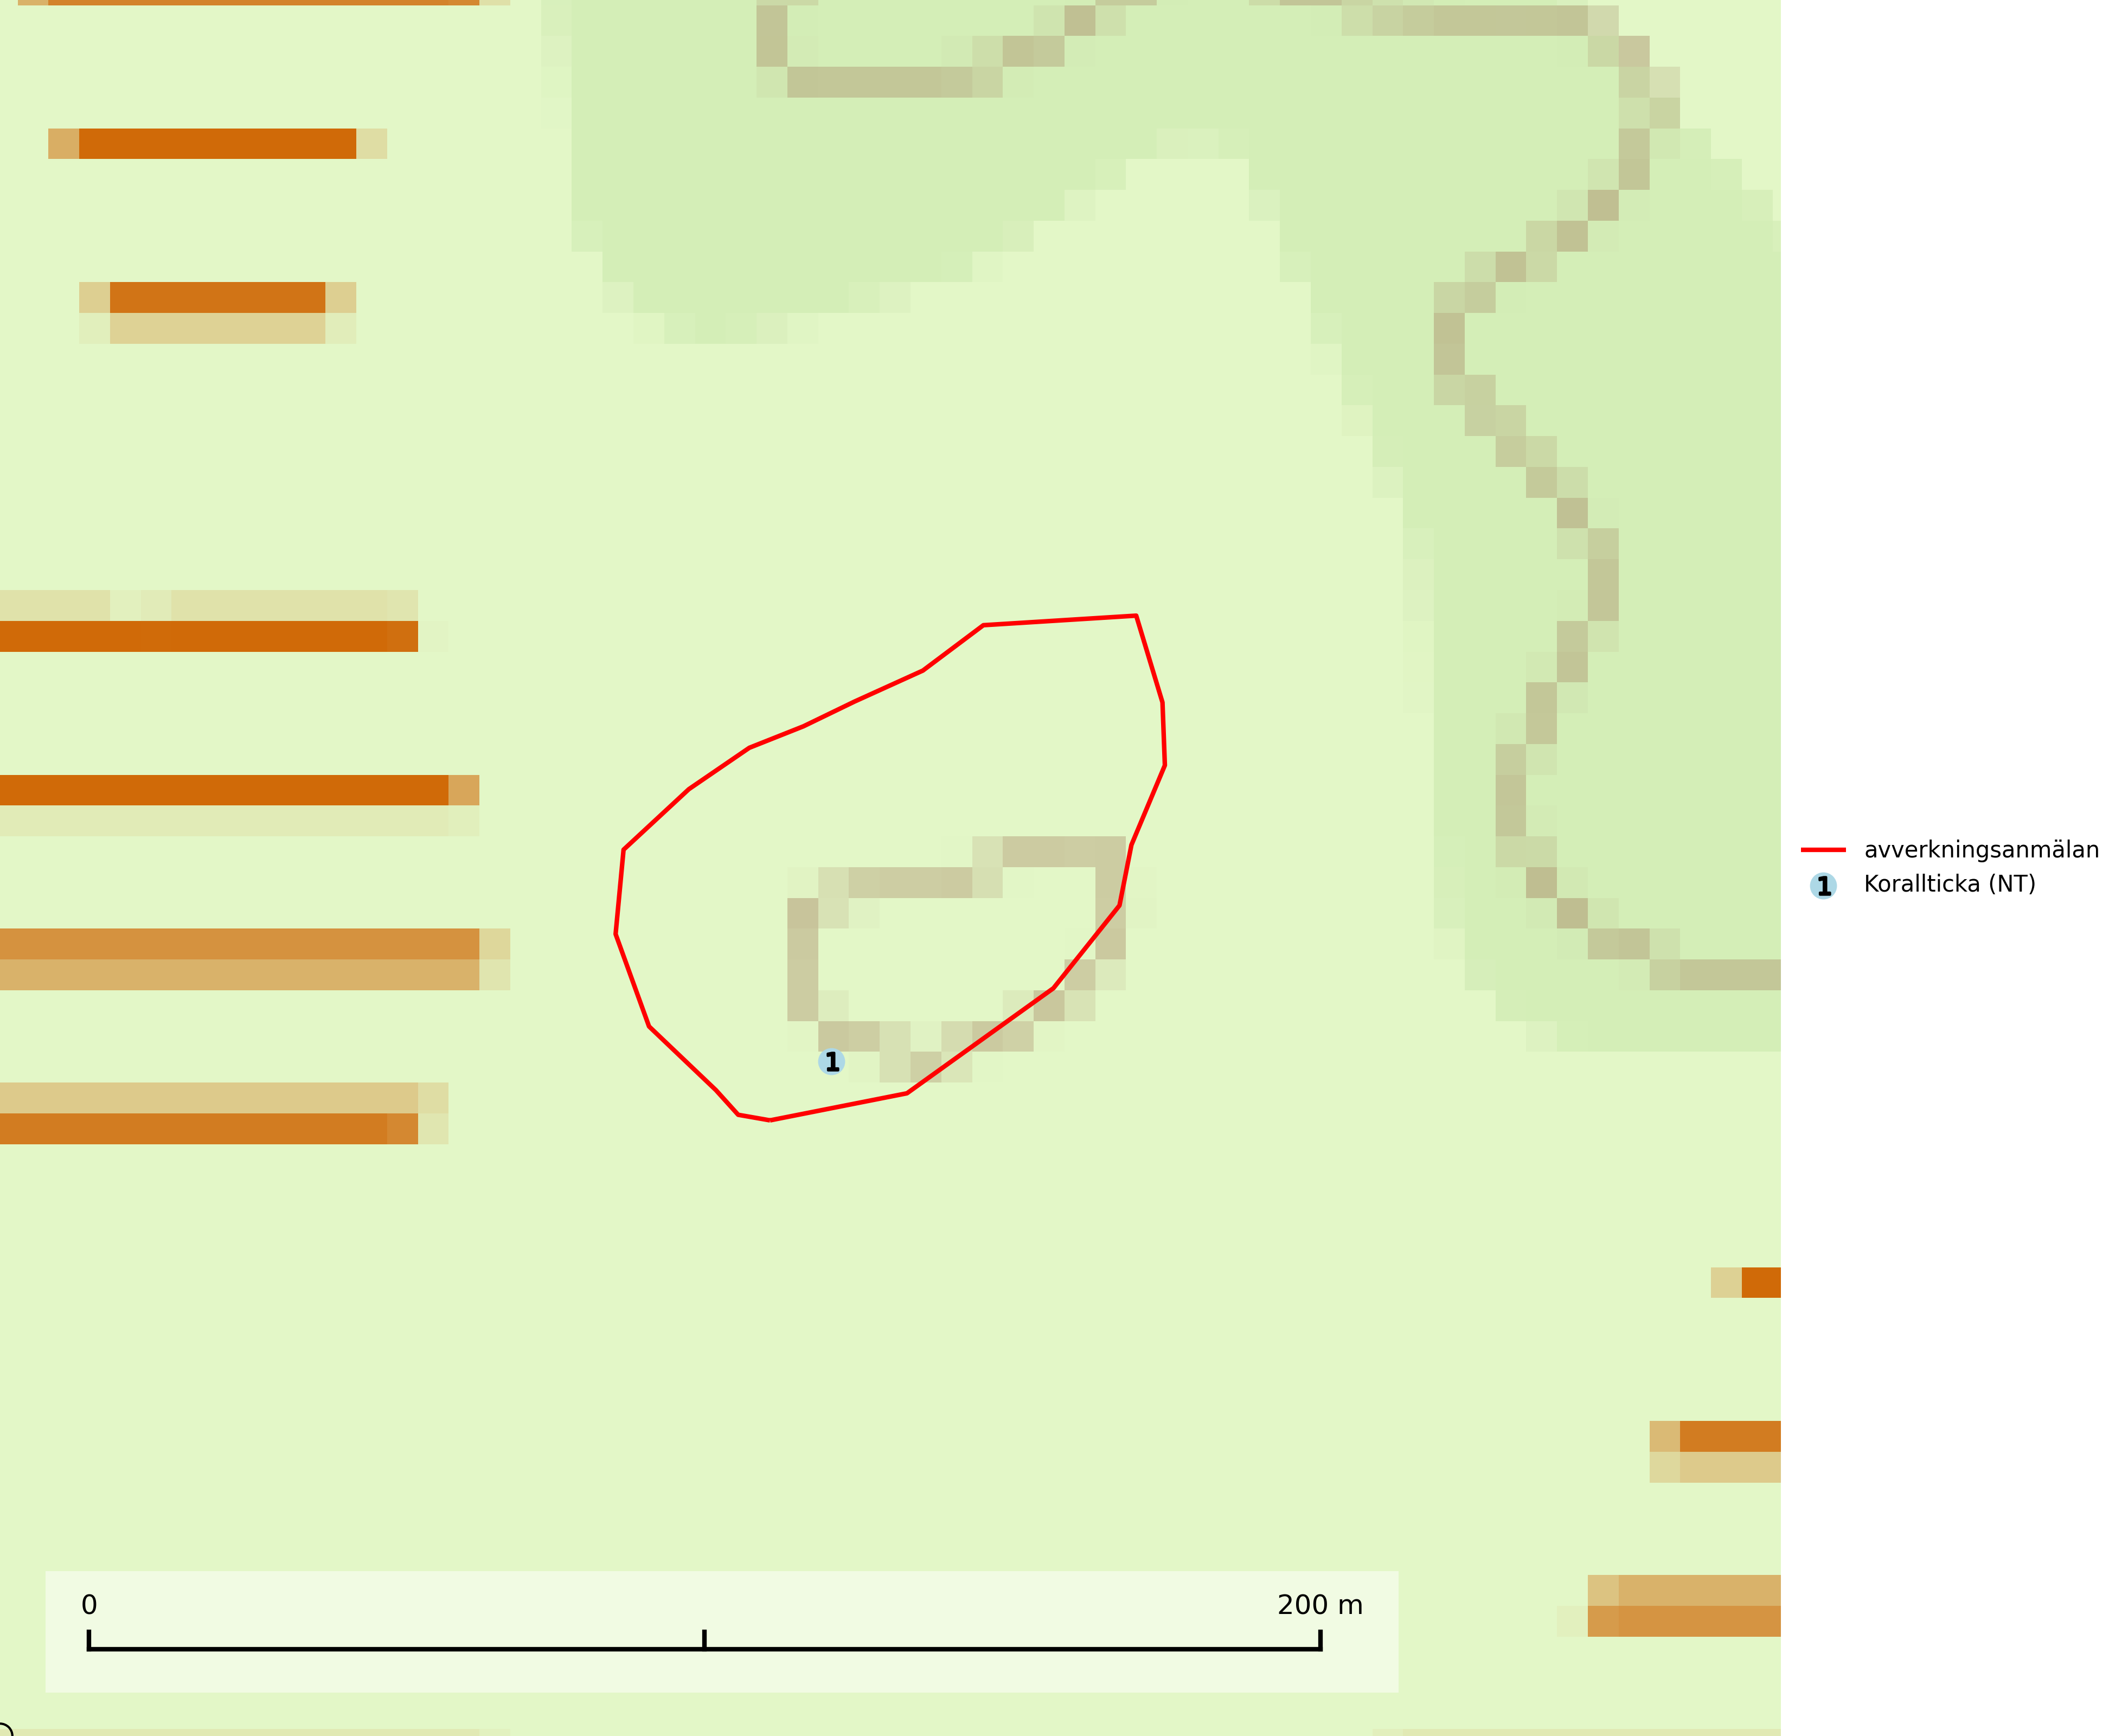 avverkningsanmälan
1 Korallticka (NT)
1
0 200 m